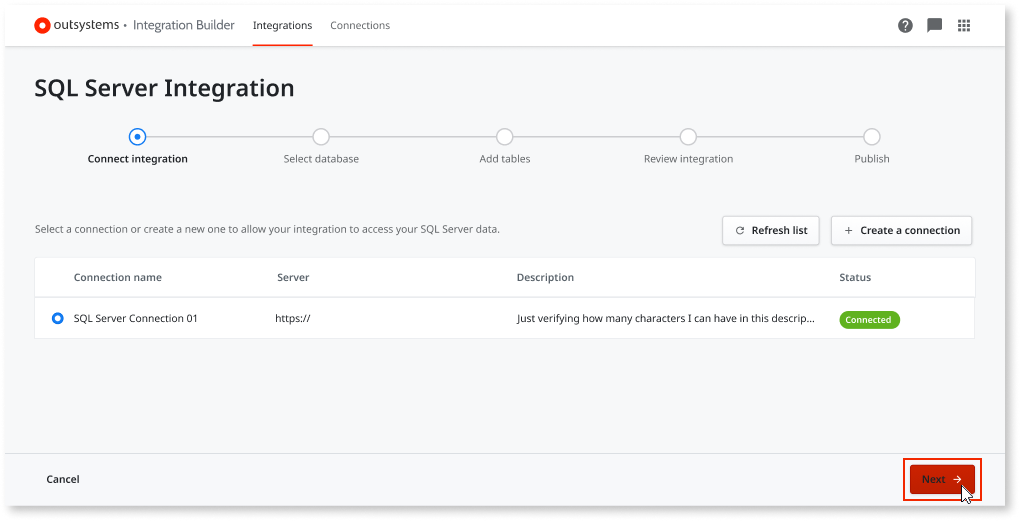 outsystems • Integration Builder Integrations Connections
SQL Server Integration
Connect integration Select database Add tables Review integration Publish
Select a connection or create a new one to allow your integration to access your SQL Server data.
Refresh list + Create a connection
Connection name Server Description Status
SQL Server Connection 01 https:// Just verifying how many characters I can have in this descrip... Connected
Cancel Next →